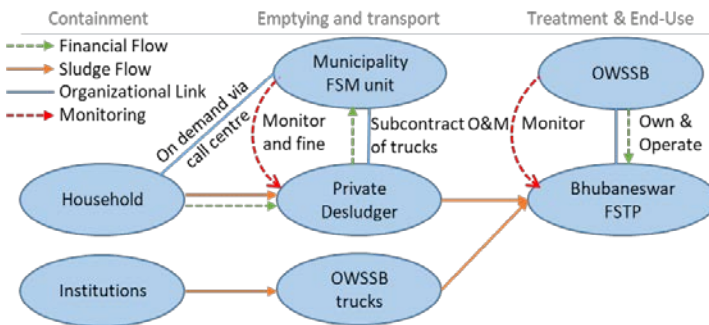 Containment
Emptying and transport
Treatment & End-Use
Financial Flow
Sludge Flow
Organizational Link
Monitoring
On demand via
call centre
Municipality
FSM unit
OWSSB
Monitor
and fine
Subcontract O&M
of trucks
Monitor
Own &
Operate
Household
Private
Desludger
Bhubaneswar
FSTP
Institutions
OWSSB
trucks